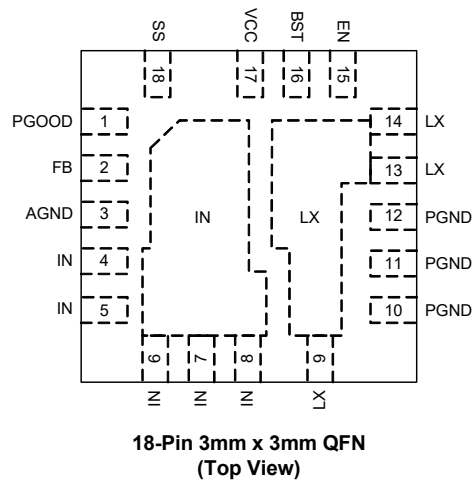 SS
VCC
BST
EN
18
17
16
15
PGOOD
1
14
LX
FB
2
13
LX
AGND
3
IN
LX
12
PGND
IN
4
11
PGND
IN
5
10
PGND
6
7
8
9
IN
IN
IN
LX
18-Pin 3mm x 3mm QFN
(Top View)